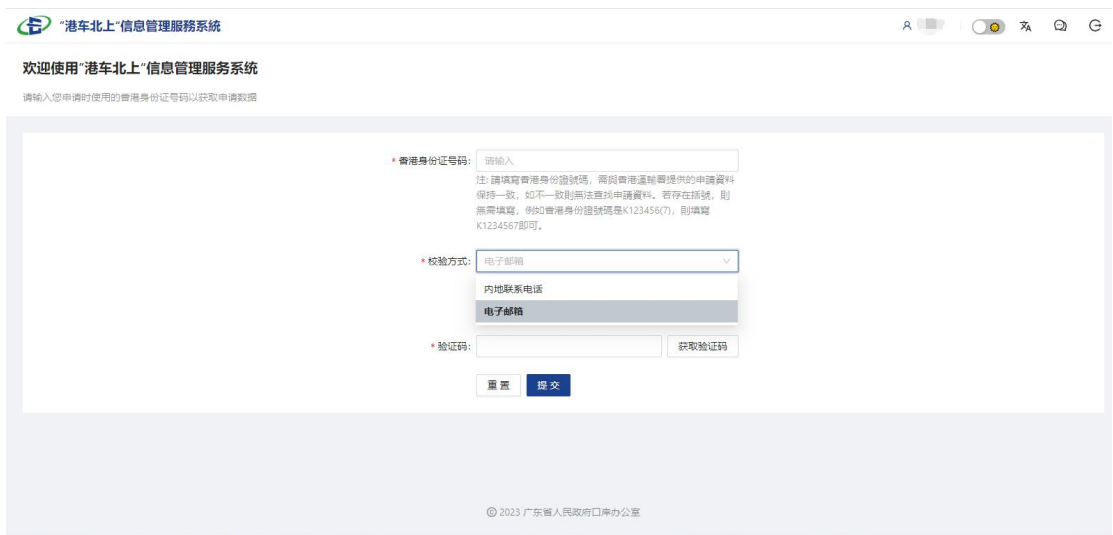 “港车北上”信息管理服務系統
欢迎使用“港车北上”信息管理服务系统
请输入您申请时使用的香港身份证号码以获取申请数据
* 香港身份证号码: 请输入
注: 請填寫香港身份證號碼，需與香港運輸署提供的申請資料
保持一致，如不一致則無法查找申請資料。若存在括號，則
無需填寫，例如香港身份證號碼是K123456(7)，則填寫
K1234567即可。
* 校验方式: 电子邮箱
内地联系电话
电子邮箱
* 验证码: 获取验证码
重置 提交
© 2023 广东省人民政府口岸办公室